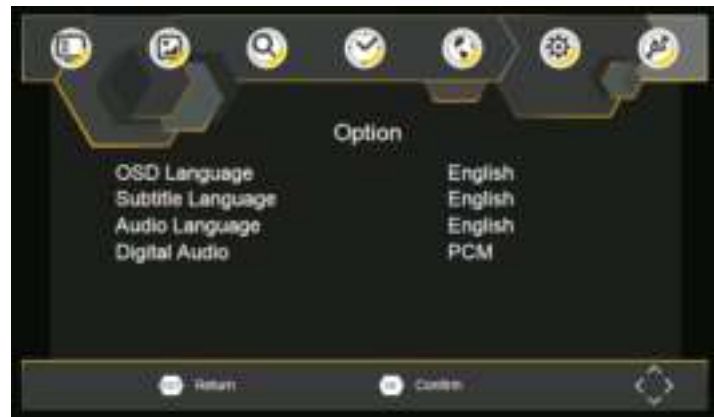 Option
OSD Language English
Subtitle Language English
Audio Language English
Digital Audio PCM
Return Confirm